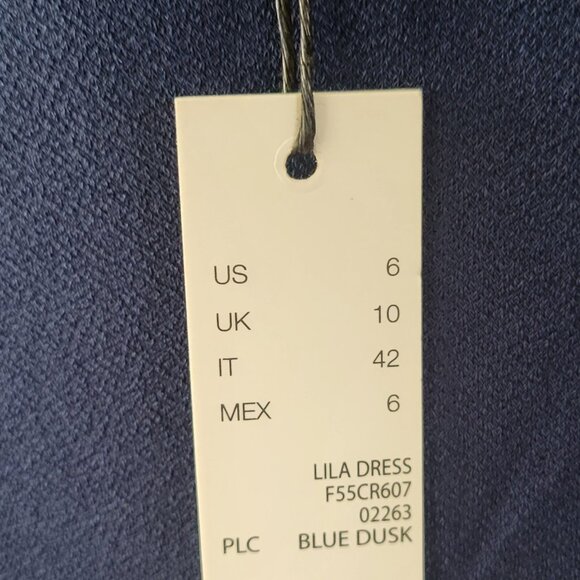 US 6
UK 10
IT 42
MEX 6
LILA DRESS
F55CR607
02263
PLC BLUE DUSK